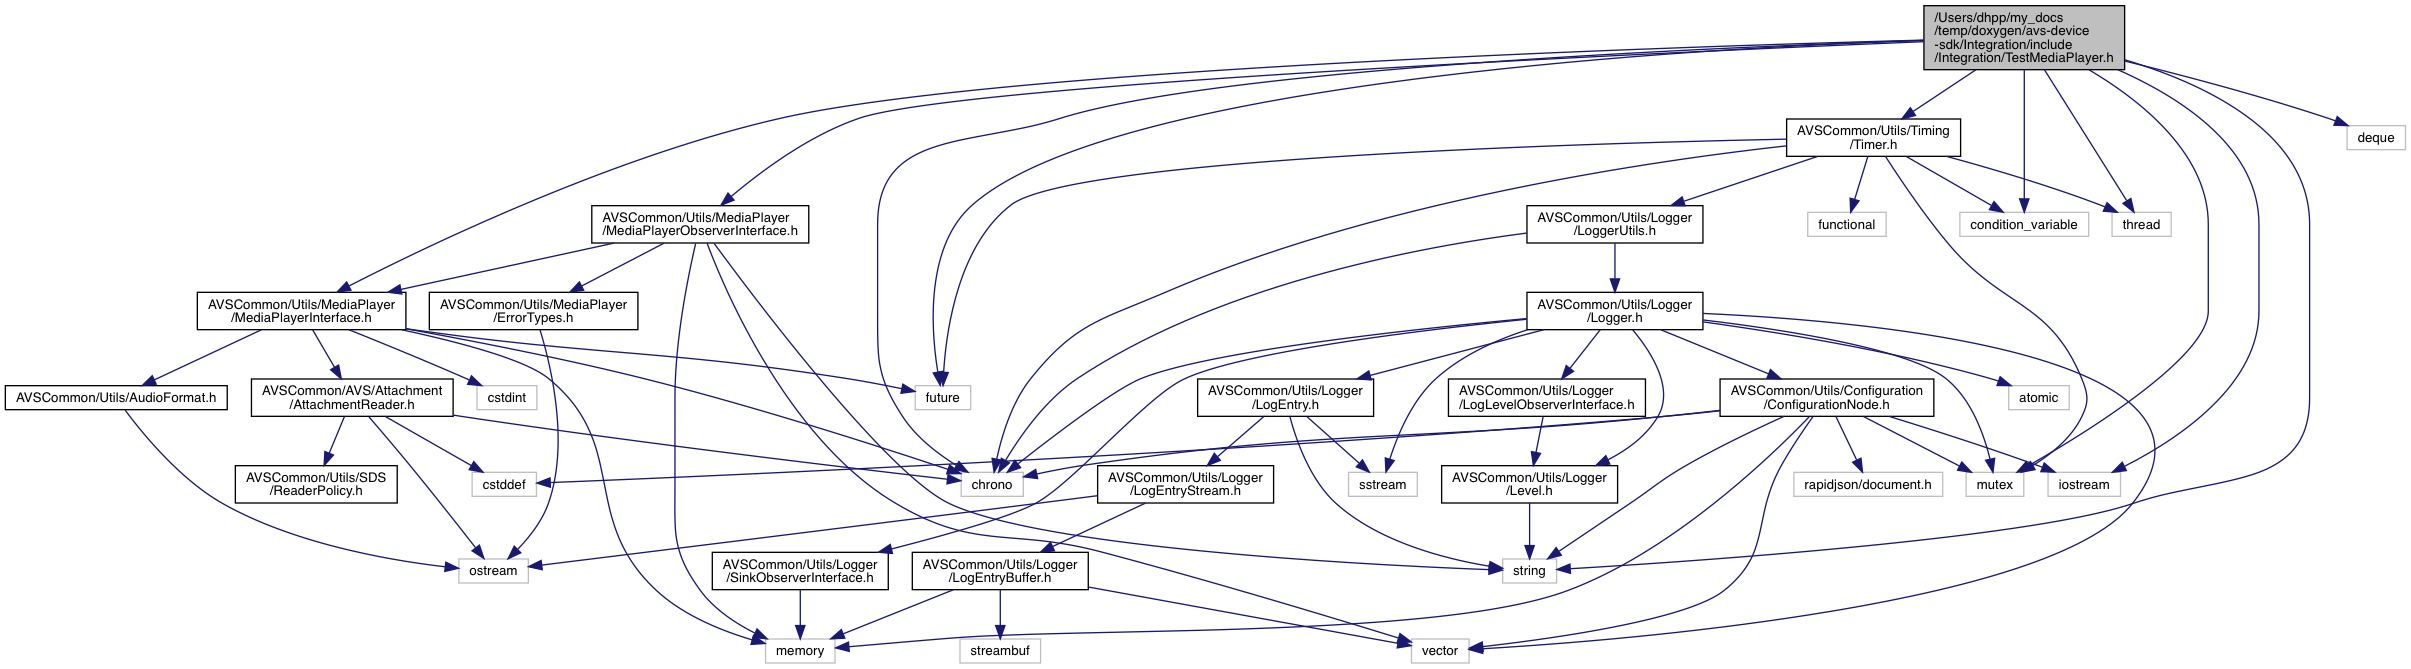 /Users/dhpp/my_docs
/temp/doxygen/avs-device
-sdk/Integration/include
/Integration/TestMediaPlayer.h
AVSCommon/Utils/Timing
/Timer.h
deque
AVSCommon/Utils/MediaPlayer
/MediaPlayerObserverInterface.h
AVSCommon/Utils/Logger
/LoggerUtils.h
functional
condition_variable
thread
AVSCommon/Utils/MediaPlayer
/MediaPlayerInterface.h
AVSCommon/Utils/MediaPlayer
/ErrorTypes.h
AVSCommon/Utils/Logger
/Logger.h
AVSCommon/Utils/AudioFormat.h
AVSCommon/AVS/Attachment
/AttachmentReader.h
cstdint
future
AVSCommon/Utils/Logger
/LogEntry.h
AVSCommon/Utils/Logger
/LogLevelObserverInterface.h
AVSCommon/Utils/Configuration
/ConfigurationNode.h
atomic
AVSCommon/Utils/SDS
/ReaderPolicy.h
cstddef
chrono
AVSCommon/Utils/Logger
/LogEntryStream.h
sstream
AVSCommon/Utils/Logger
/Level.h
rapidjson/document.h
mutex
iostream
ostream
AVSCommon/Utils/Logger
/SinkObserverInterface.h
AVSCommon/Utils/Logger
/LogEntryBuffer.h
string
memory
streambuf
vector